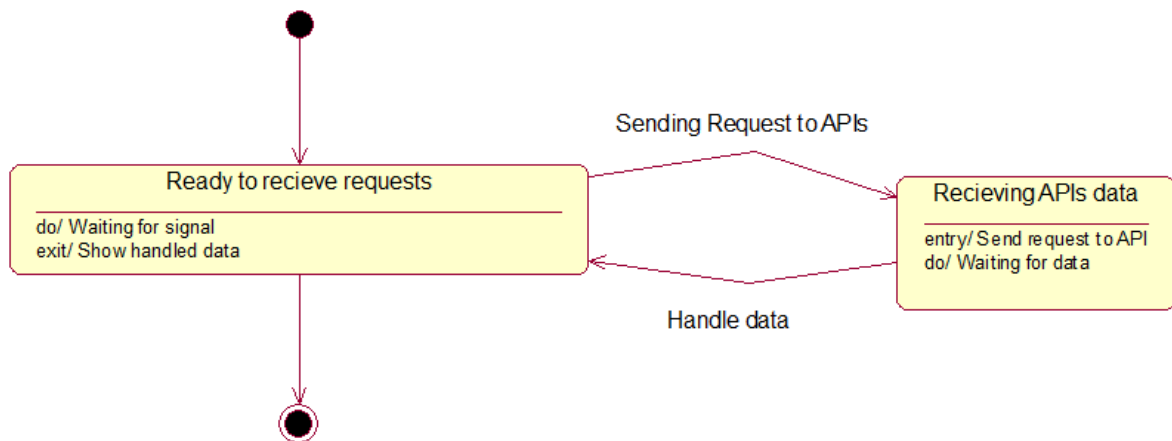 Sending Request to APIs
Ready to recieve requests
do/ Waiting for signal
exit/ Show handled data
Recieving APIs data
entry/ Send request to API
do/ Waiting for data
Handle data